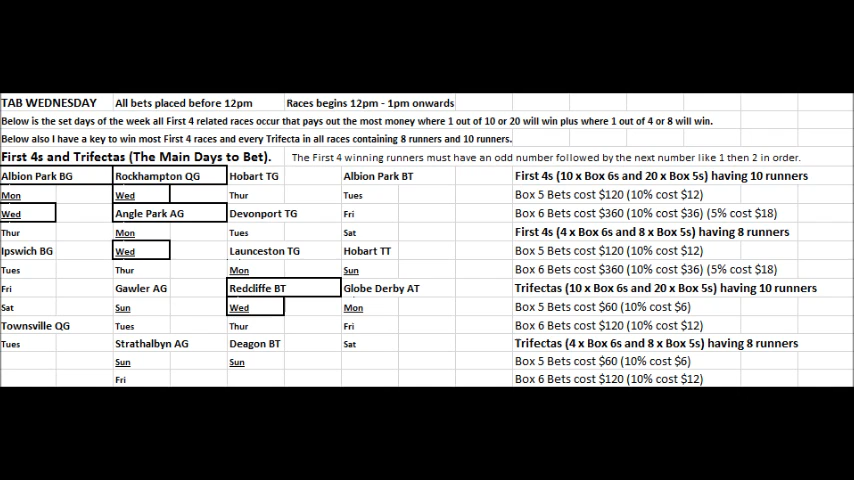 TAB WEDNESDAY All bets placed before 12pm Races begins 12pm - 1pm onwards
Below is the set days of the week all First 4 related races occur that pays out the most money where 1 out of 10 or 20 will win plus where 1 out of 4 or 8 will win.
Below also I have a key to win most First 4 races and every Trifecta in all races containing 8 runners and 10 runners.
First 4s and Trifectas (The Main Days to Bet). The First 4 winning runners must have an odd number followed by the next number like 1 then 2 in order.
Albion Park BG Rockhampton QG Hobart TG Albion Park BT First 4s (10 x Box 6s and 20 x Box 5s) having 10 runners
Mon Wed Thur Tues Box 5 Bets cost $120 (10% cost $12)
Wed Angle Park AG Devonport TG Fri Box 6 Bets cost $360 (10% cost $36) (5% cost $18)
Thur Mon Tues Sat First 4s (4 x Box 6s and 8 x Box 5s) having 8 runners
Ipswich BG Wed Launceston TG Hobart TT Box 5 Bets cost $120 (10% cost $12)
Tues Thur Mon Sun Box 6 Bets cost $360 (10% cost $36) (5% cost $18)
Fri Gawler AG Redcliffe BT Globe Derby AT Trifectas (10 x Box 6s and 20 x Box 5s) having 10 runners
Sat Sun Wed Mon Box 5 Bets cost $60 (10% cost $6)
Townsville QG Tues Thur Fri Box 6 Bets cost $120 (10% cost $12)
Tues Strathalbyn AG Deagon BT Sat Trifectas (4 x Box 6s and 8 x Box 5s) having 8 runners
Sun Sun Box 5 Bets cost $60 (10% cost $6)
Fri Box 6 Bets cost $120 (10% cost $12)